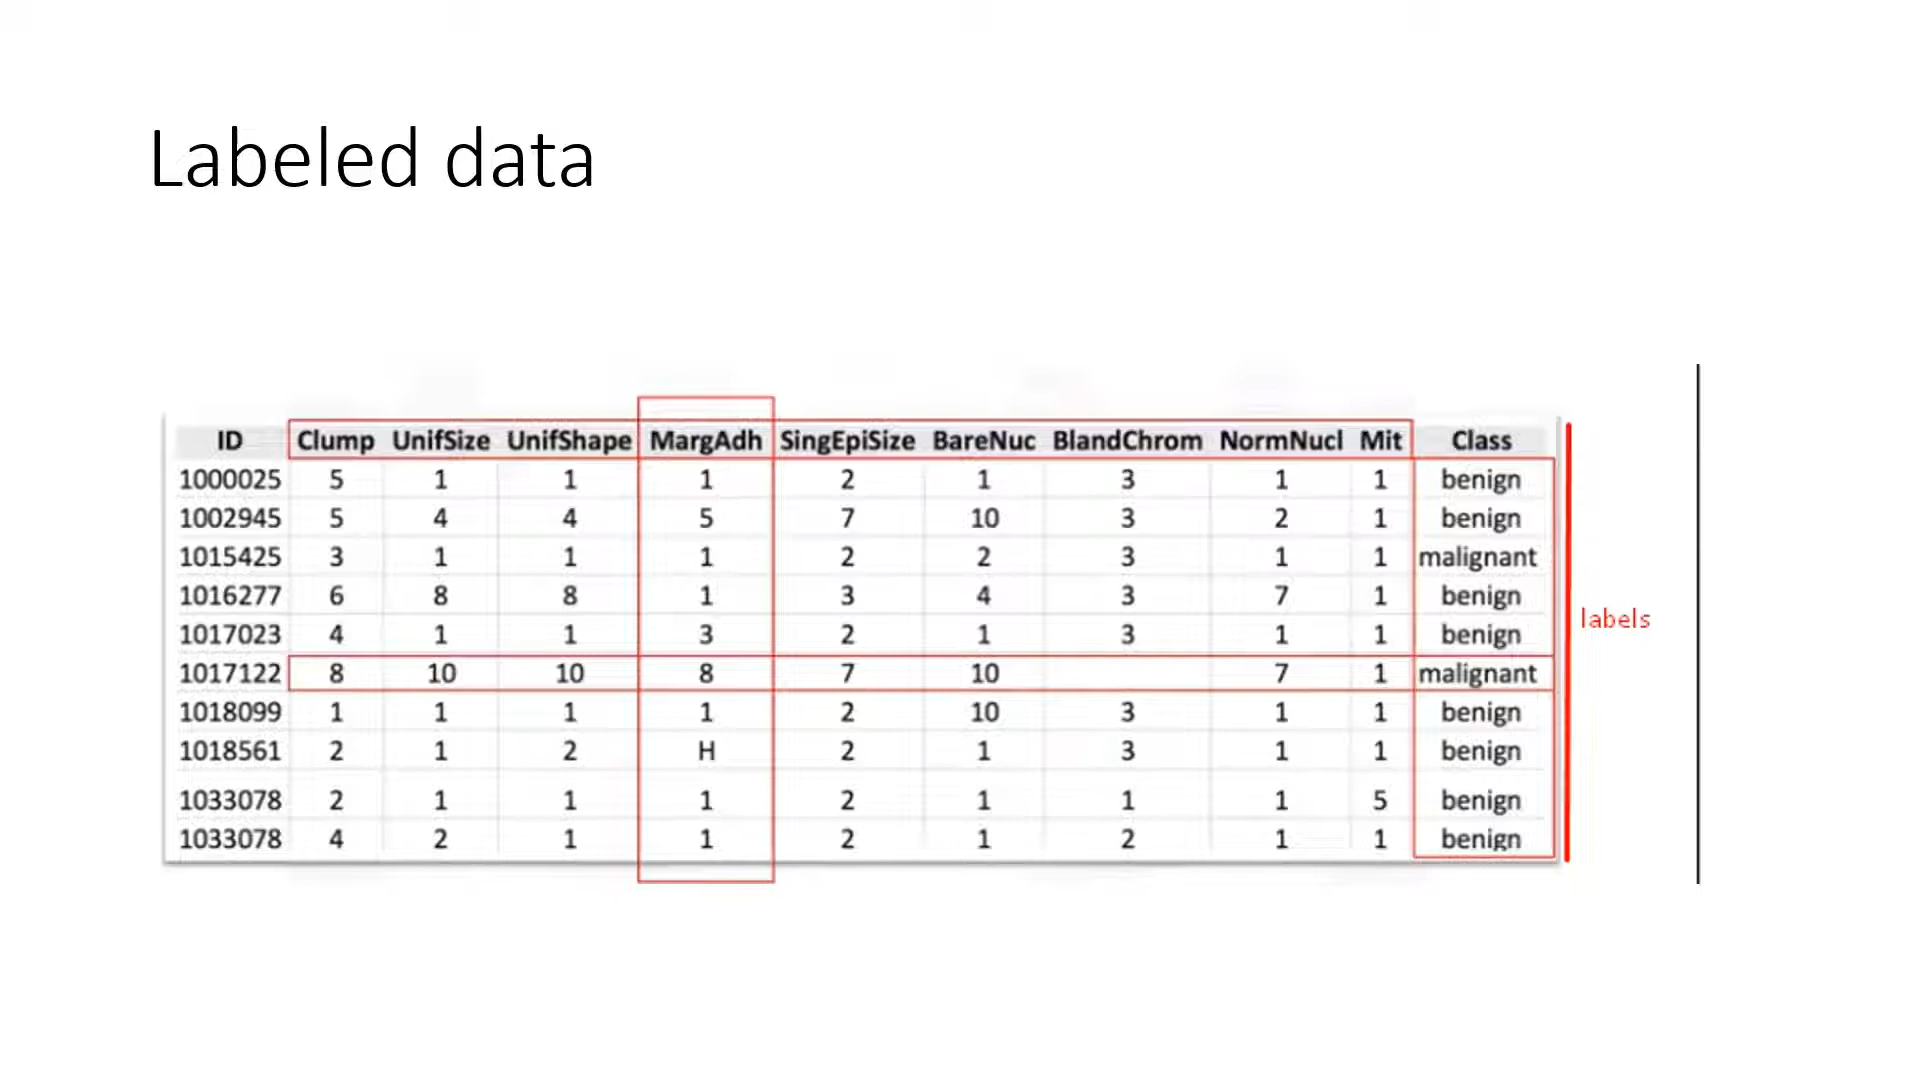 Labeled data
ID Clump UnifSize UnifShape MargAdh SingEpiSize BareNuc BlandChrom NormNucl Mit Class
1000025 5 1 1 1 2 1 3 1 1 benign
1002945 5 4 4 5 7 10 3 2 1 benign
1015425 3 1 1 1 2 2 3 1 1 malignant
1016277 6 8 8 1 3 4 3 7 1 benign
1017023 4 1 1 3 2 1 3 1 1 benign
1017122 8 10 10 8 7 10 7 1 malignant
1018099 1 1 1 1 2 10 3 1 1 benign
1018561 2 1 2 H 2 1 3 1 1 benign
1033078 2 1 1 1 2 1 1 1 5 benign
1033078 4 2 1 1 2 1 2 1 1 benign
labels